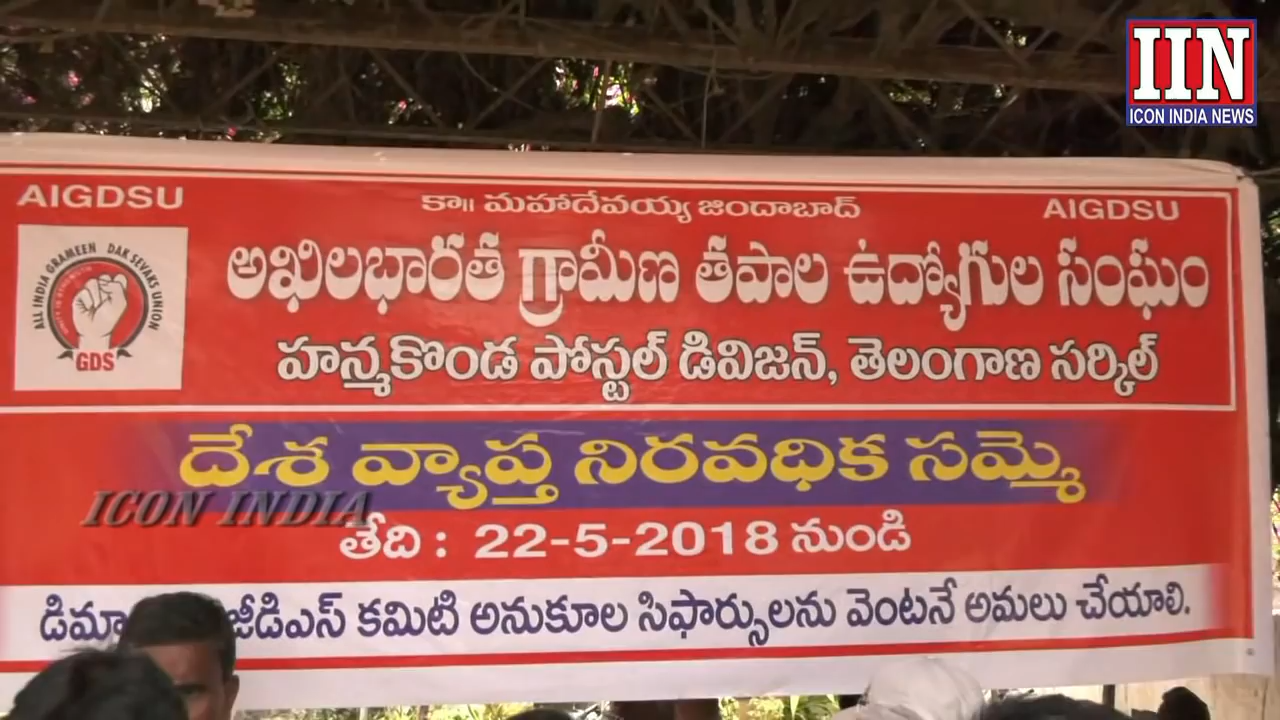 IIN
ICON INDIA NEWS
AIGDSU
కా॥ మహాదేవయ్య జిందాబాద్
AIGDSU
ALL INDIA GRAMEEN DAK SEVAKS UNION
GDS
అఖిలభారత గ్రామీణ తపాల ఉద్యోగుల సంఘం
హన్మకొండ పోస్టల్ డివిజన్, తెలంగాణ సర్కిల్
దేశ వ్యాప్త నిరవధిక సమ్మె
ICON INDIA
తేది : 22-5-2018 నుండి
జీడిఎస్ కమిటి అనుకూల సిఫార్సులను వెంటనే అమలు చేయాలి.